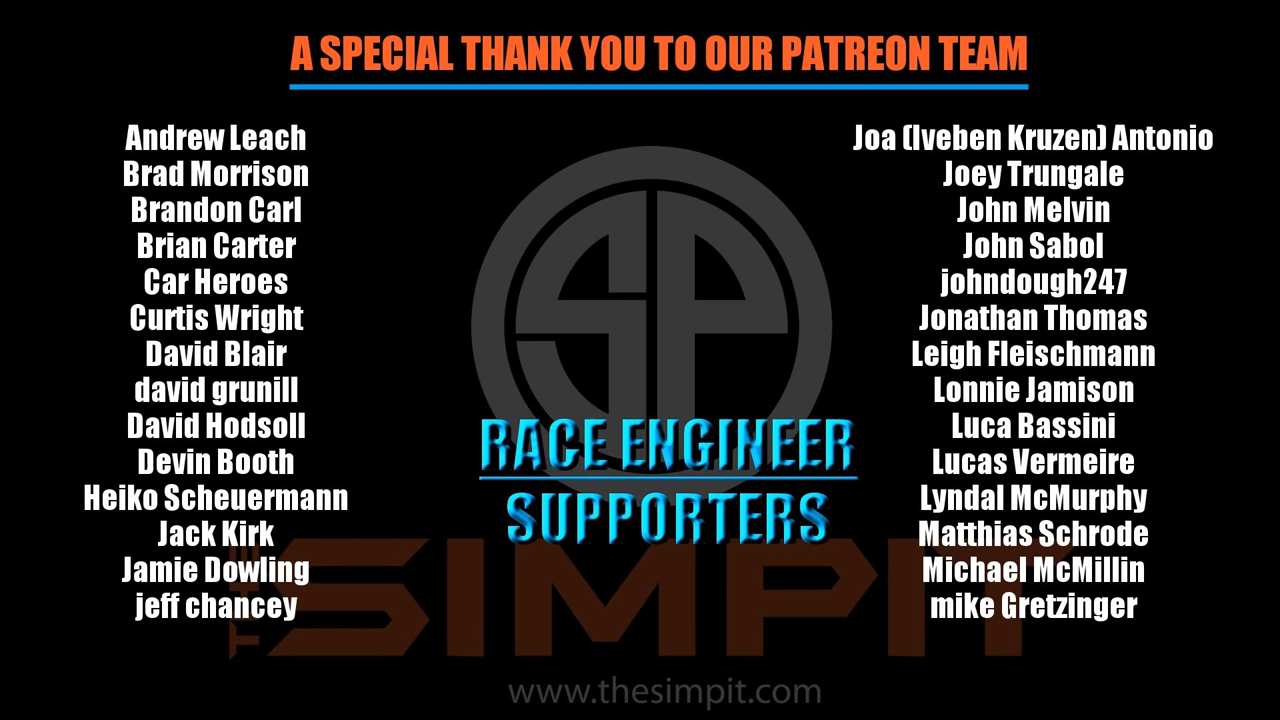 A SPECIAL THANK YOU TO OUR PATREON TEAM
Andrew Leach
Brad Morrison
Brandon Carl
Brian Carter
Car Heroes
Curtis Wright
David Blair
david grunill
David Hodsoll
Devin Booth
Heiko Scheuermann
Jack Kirk
Jamie Dowling
jeff chancey
SP
RACE ENGINEER
SUPPORTERS
THE SIMPIT
www.thesimpit.com
Joa (Iveben Kruzen) Antonio
Joey Trungale
John Melvin
John Sabol
johndough247
Jonathan Thomas
Leigh Fleischmann
Lonnie Jamison
Luca Bassini
Lucas Vermeire
Lyndal McMurphy
Matthias Schrode
Michael McMillin
mike Gretzinger